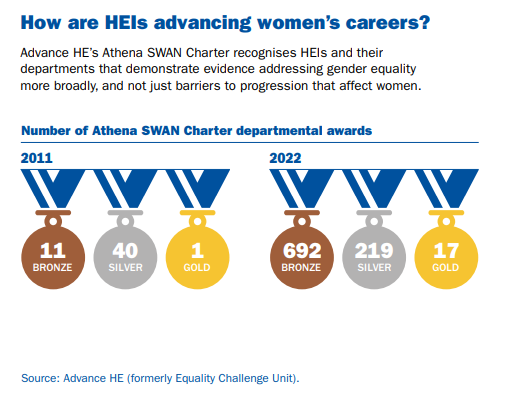 How are HEIs advancing women's careers?
Advance HE's Athena SWAN Charter recognises HEIs and their
departments that demonstrate evidence addressing gender equality
more broadly, and not just barriers to progression that affect women.
Number of Athena SWAN Charter departmental awards
2011
11
BRONZE
40
SILVER
1
GOLD
2022
692
BRONZE
219
SILVER
17
GOLD
Source: Advance HE (formerly Equality Challenge Unit).